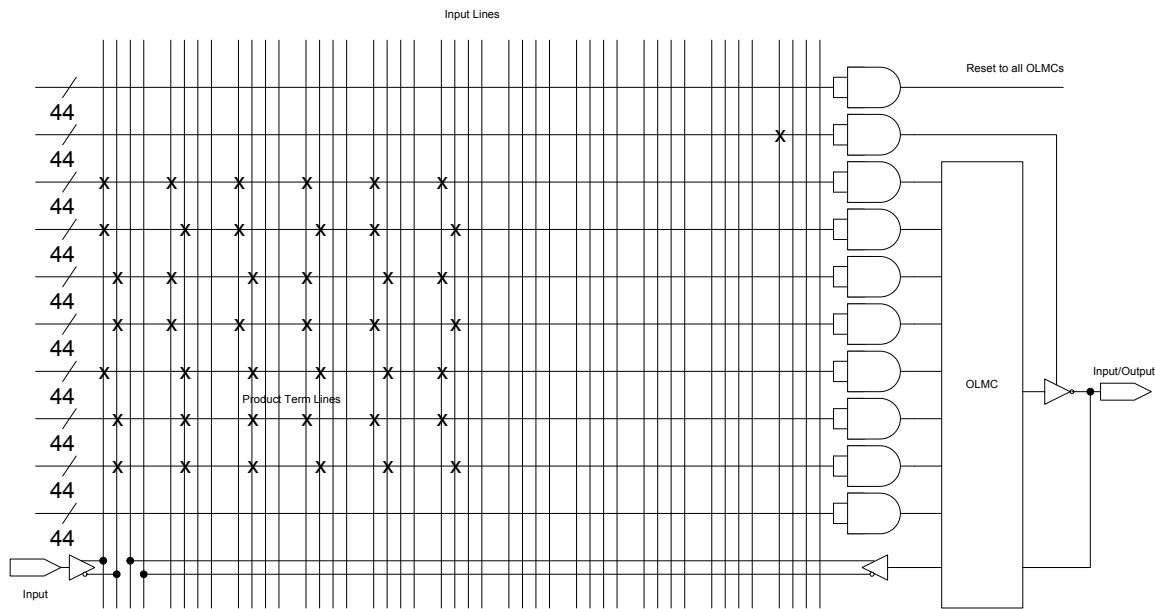 Input Lines
Reset to all OLMCs
44
X
44
X X X X X X
44
X X X X X X
44
X X X X X X
44
X X X X X X
44
X X X X X X
Input/Output
OLMC
44
Product Term Lines
X X X X X X
44
X X X X X X
44
44
Input